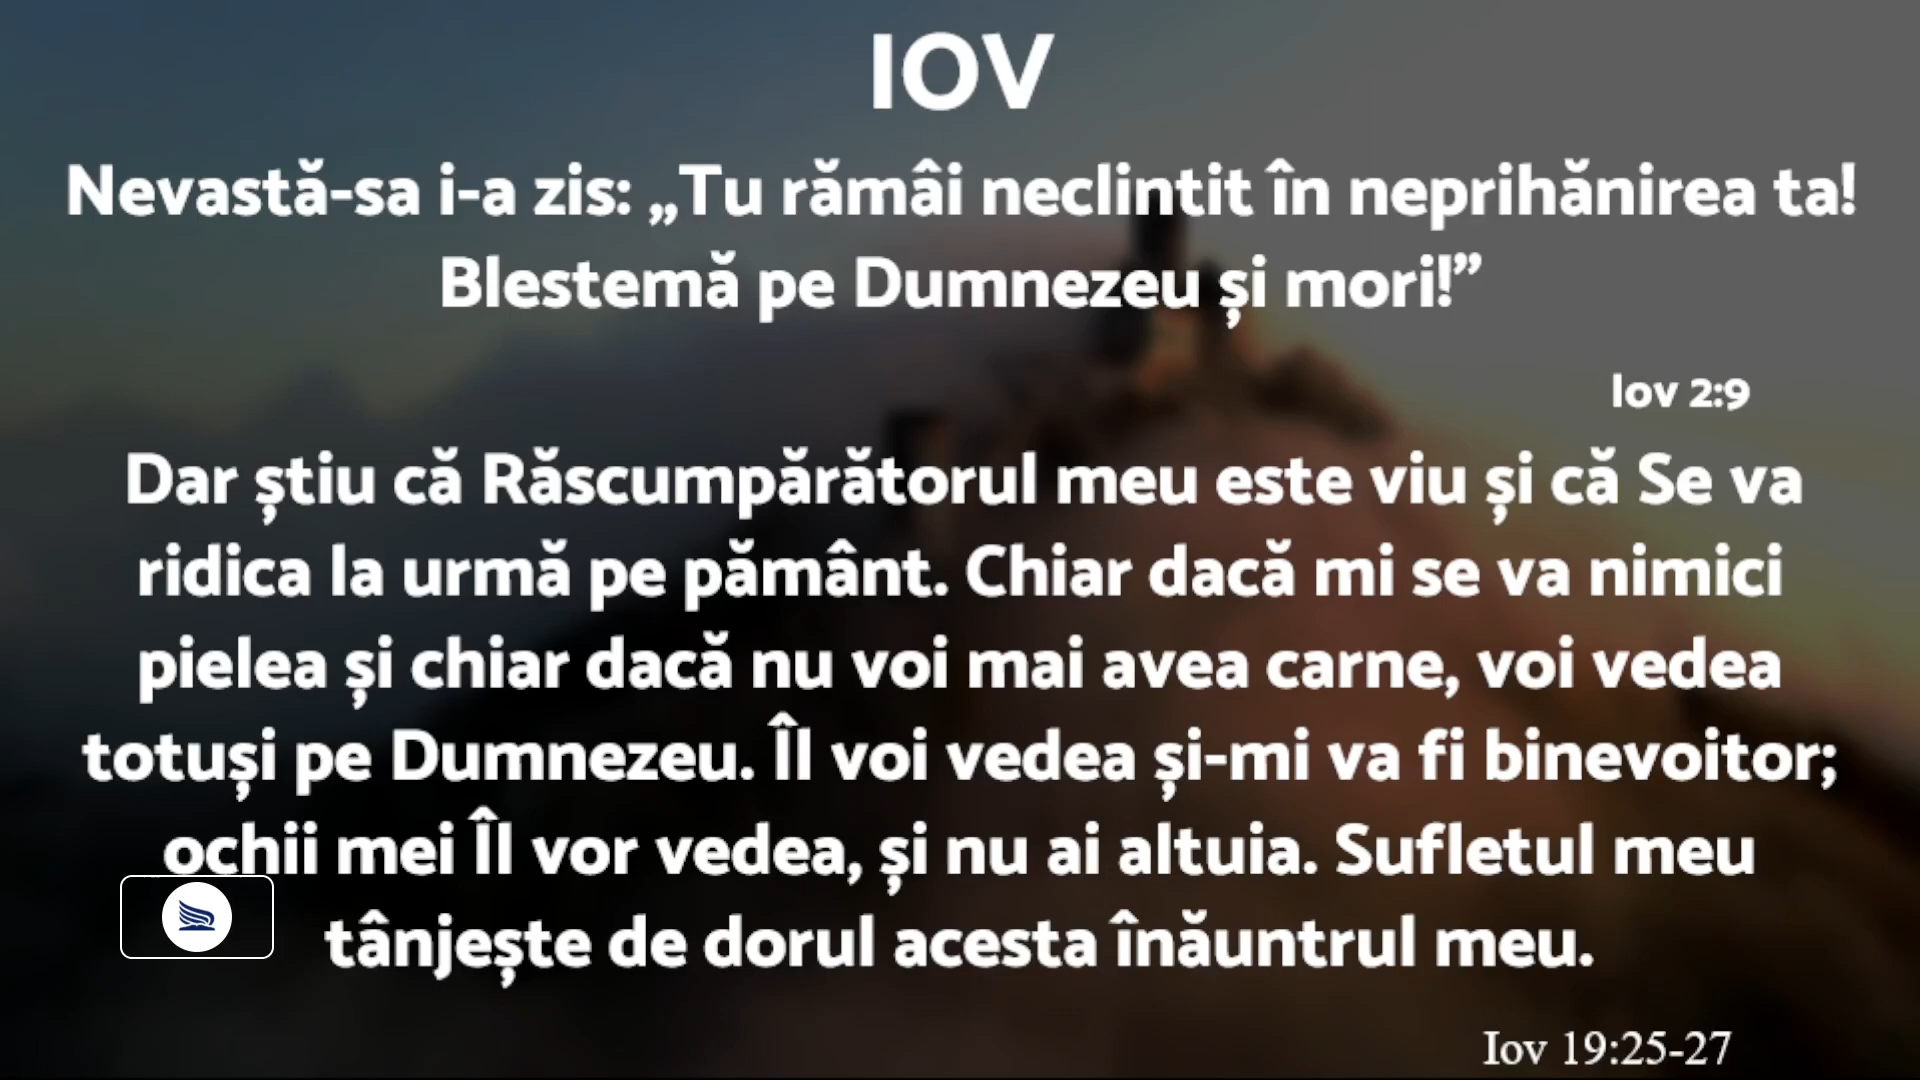 IOV
Nevastă-sa i-a zis: „Tu rămâi neclintit în neprihănirea ta!
Blestemă pe Dumnezeu și mori!”
Iov 2:9
Dar știu că Răscumpărătorul meu este viu și că Se va
ridica la urmă pe pământ. Chiar dacă mi se va nimici
pielea și chiar dacă nu voi mai avea carne, voi vedea
totuși pe Dumnezeu. Îl voi vedea și-mi va fi binevoitor;
ochii mei Îl vor vedea, și nu ai altuia. Sufletul meu
tânjește de dorul acesta înăuntrul meu.
Iov 19:25-27